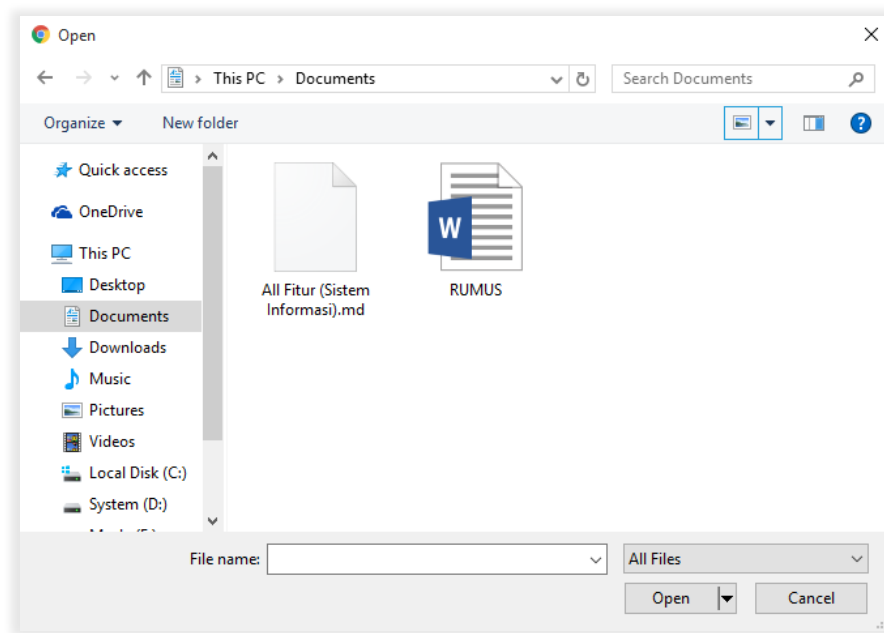 Open
This PC > Documents
Search Documents
Organize
New folder
Quick access
OneDrive
This PC
Desktop
Documents
Downloads
Music
Pictures
Videos
Local Disk (C:)
System (D:)
All Fitur (Sistem
Informasi).md
W
RUMUS
File name:
All Files
Open
Cancel